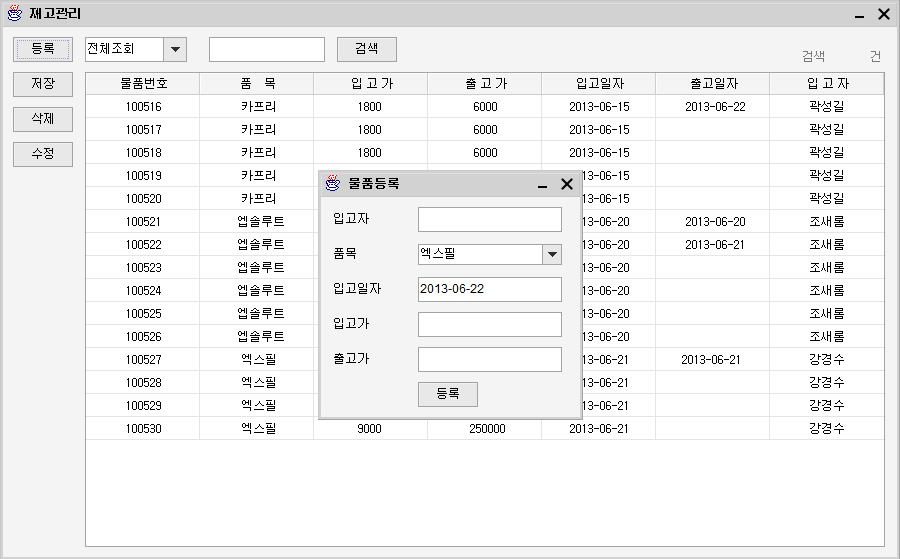 재고관리
등록 전체조회 검색
검색 건
저장
삭제
수정
물품번호 품 목 입 고 가 출 고 가 입고일자 출고일자 입 고 자
100516 카프리 1800 6000 2013-06-15 2013-06-22 곽성길
100517 카프리 1800 6000 2013-06-15 곽성길
100518 카프리 1800 6000 2013-06-15 곽성길
100519 카프리 3-06-15 곽성길
100520 카프리 3-06-15 곽성길
100521 엡솔루트 3-06-20 2013-06-20 조새롬
100522 엡솔루트 3-06-20 2013-06-21 조새롬
100523 엡솔루트 3-06-20 조새롬
100524 엡솔루트 3-06-20 조새롬
100525 엡솔루트 3-06-20 조새롬
100526 엡솔루트 3-06-20 조새롬
100527 엑스필 3-06-21 2013-06-21 강경수
100528 엑스필 3-06-21 강경수
100529 엑스필 3-06-21 강경수
100530 엑스필 9000 250000 2013-06-21 강경수
물품등록
입고자
품목 엑스필
입고일자 2013-06-22
입고가
출고가
등록